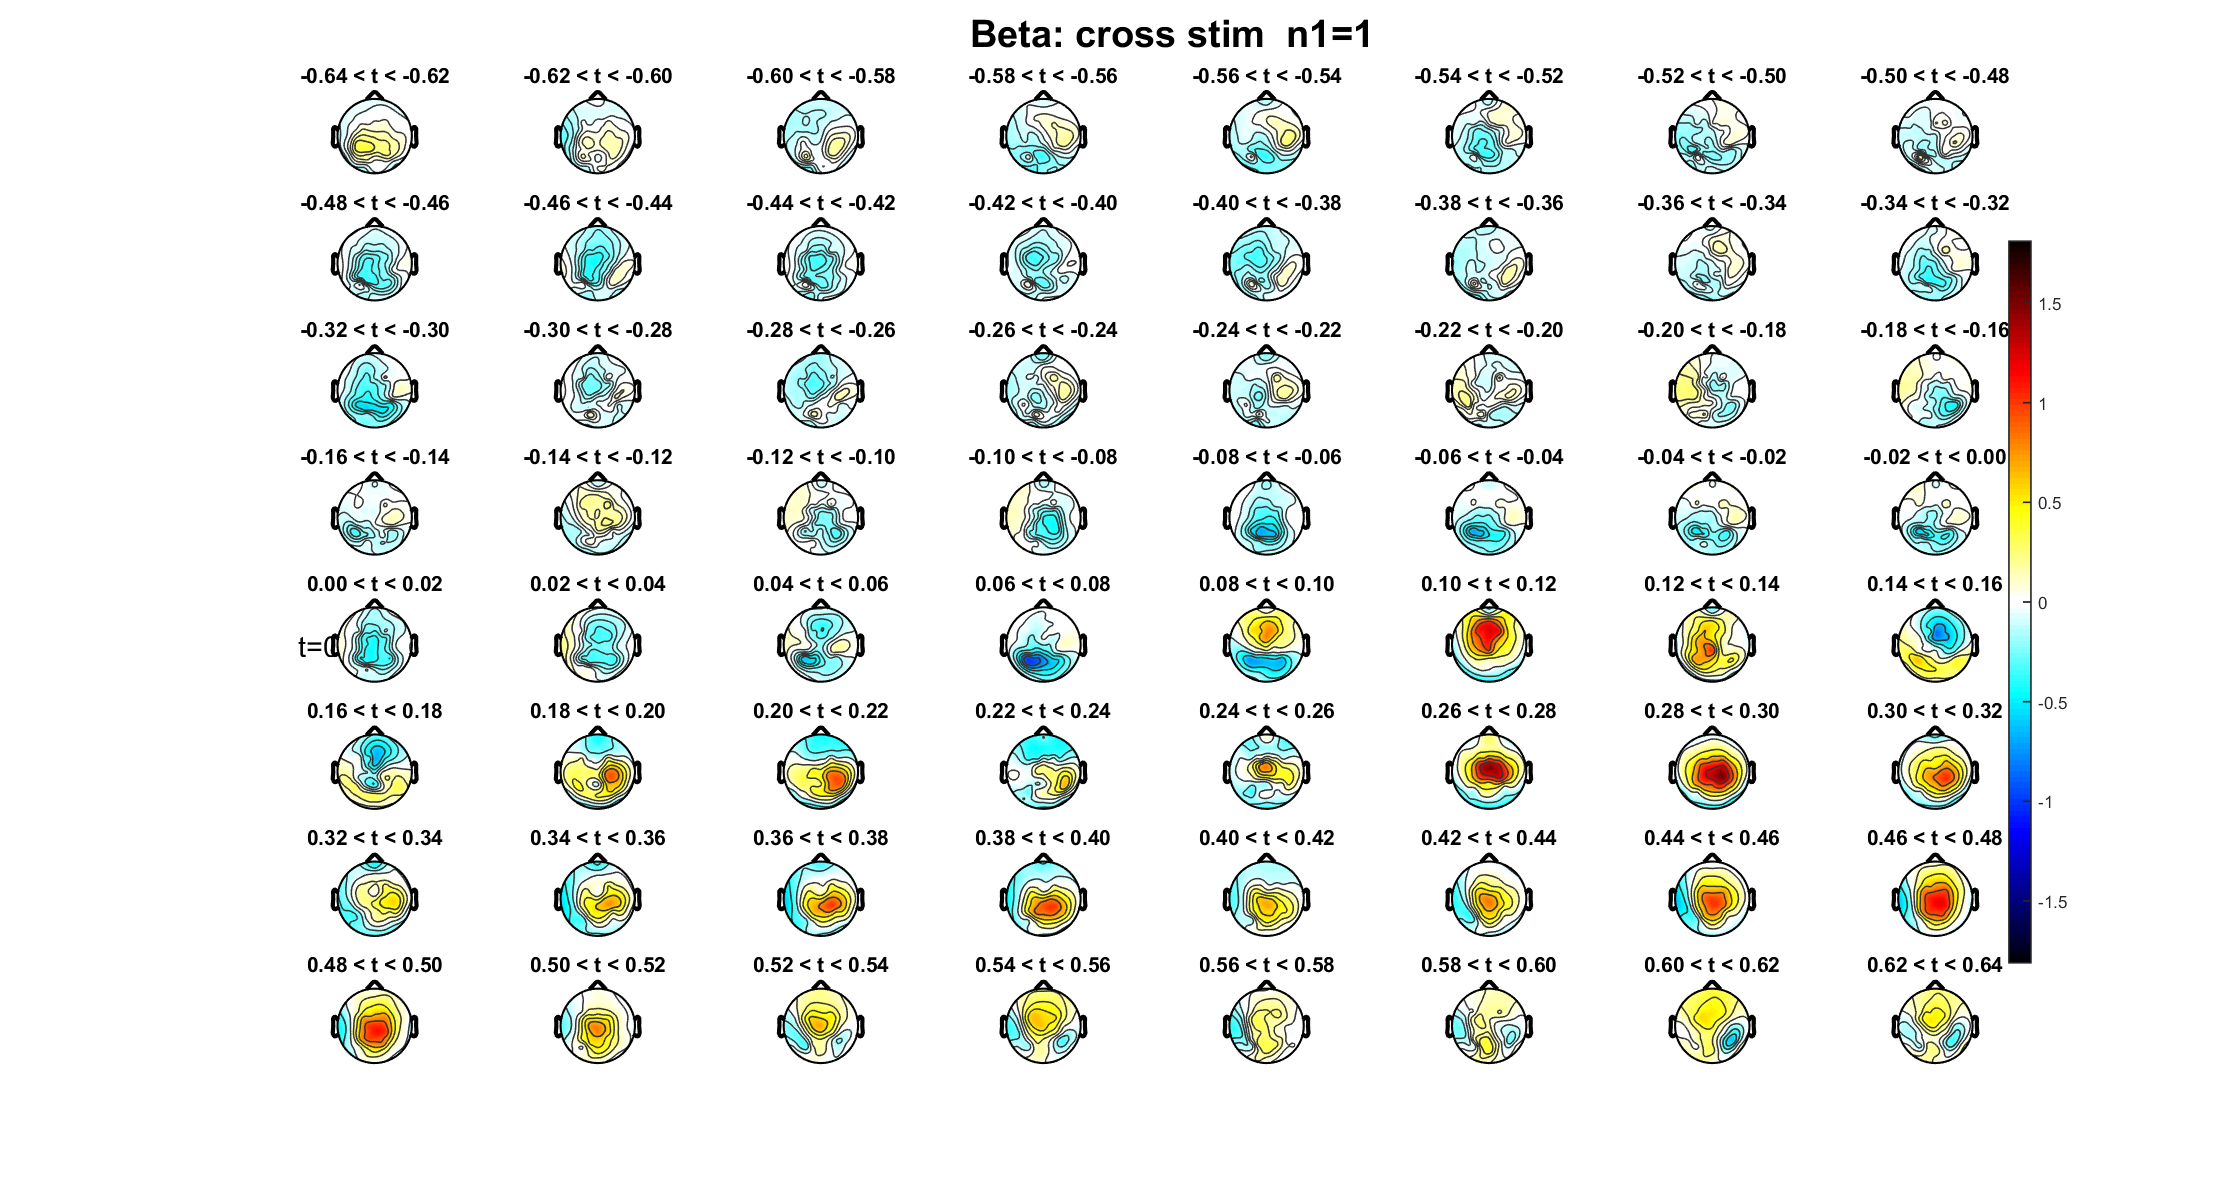 Beta: cross stim  n1=1
-0.64 < t < -0.62 -0.62 < t < -0.60 -0.60 < t < -0.58 -0.58 < t < -0.56 -0.56 < t < -0.54 -0.54 < t < -0.52 -0.52 < t < -0.50 -0.50 < t < -0.48
-0.48 < t < -0.46 -0.46 < t < -0.44 -0.44 < t < -0.42 -0.42 < t < -0.40 -0.40 < t < -0.38 -0.38 < t < -0.36 -0.36 < t < -0.34 -0.34 < t < -0.32
-0.32 < t < -0.30 -0.30 < t < -0.28 -0.28 < t < -0.26 -0.26 < t < -0.24 -0.24 < t < -0.22 -0.22 < t < -0.20 -0.20 < t < -0.18 -0.18 < t < -0.16
-0.16 < t < -0.14 -0.14 < t < -0.12 -0.12 < t < -0.10 -0.10 < t < -0.08 -0.08 < t < -0.06 -0.06 < t < -0.04 -0.04 < t < -0.02 -0.02 < t < 0.00
0.00 < t < 0.02 0.02 < t < 0.04 0.04 < t < 0.06 0.06 < t < 0.08 0.08 < t < 0.10 0.10 < t < 0.12 0.12 < t < 0.14 0.14 < t < 0.16
t=0
0.16 < t < 0.18 0.18 < t < 0.20 0.20 < t < 0.22 0.22 < t < 0.24 0.24 < t < 0.26 0.26 < t < 0.28 0.28 < t < 0.30 0.30 < t < 0.32
0.32 < t < 0.34 0.34 < t < 0.36 0.36 < t < 0.38 0.38 < t < 0.40 0.40 < t < 0.42 0.42 < t < 0.44 0.44 < t < 0.46 0.46 < t < 0.48
0.48 < t < 0.50 0.50 < t < 0.52 0.52 < t < 0.54 0.54 < t < 0.56 0.56 < t < 0.58 0.58 < t < 0.60 0.60 < t < 0.62 0.62 < t < 0.64
1.5
1
0.5
0
-0.5
-1
-1.5